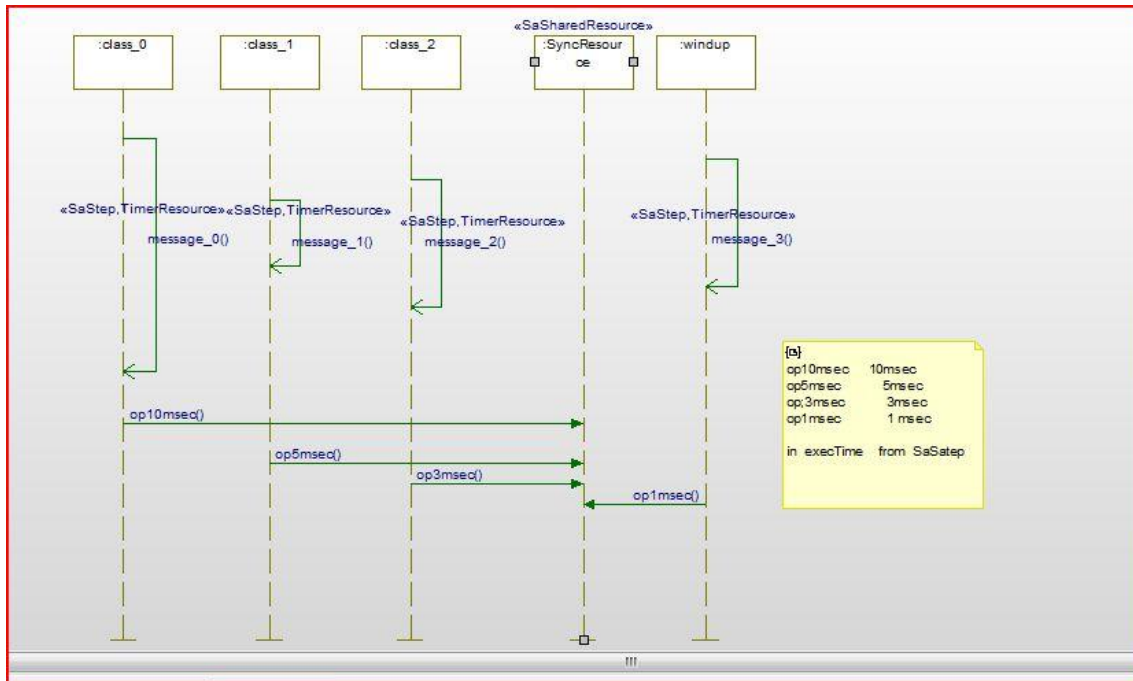 «SaSharedResource»
:class_0
:class_1
:class_2
:SyncResour
ce
:windup
«SaStep,TimerResource»
«SaStep,TimerResource»
«SaStep,TimerResource»
«SaStep,TimerResource»
message_0()
message_1()
message_2()
message_3()
op10msec()
op5msec()
op3msec()
op1msec()
op10msec 10msec
op5msec 5msec
op;3msec 3msec
op1msec 1 msec
in execTime from SaSatep